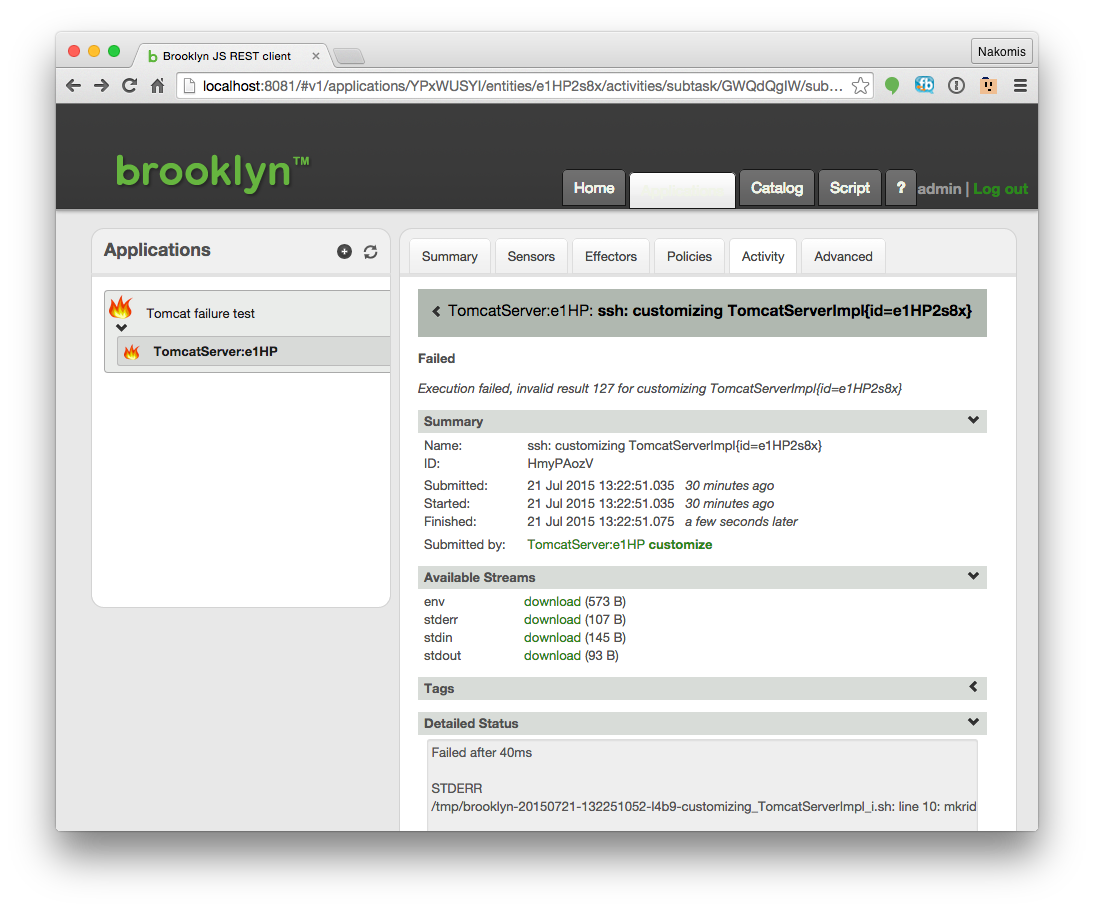 Brooklyn JS REST client
Nakomis
localhost:8081/#v1/applications/YPxWUSYl/entities/e1HP2s8x/activities/subtask/GWQdQgIW/sub...
brooklyn™
Home
Catalog
Script
?
admin | Log out
Applications
Tomcat failure test
TomcatServer:e1HP
Summary
Sensors
Effectors
Policies
Activity
Advanced
TomcatServer:e1HP: ssh: customizing TomcatServerImpl{id=e1HP2s8x}
Failed
Execution failed, invalid result 127 for customizing TomcatServerImpl{id=e1HP2s8x}
Summary
Name: ssh: customizing TomcatServerImpl{id=e1HP2s8x}
ID: HmyPAozV
Submitted: 21 Jul 2015 13:22:51.035 30 minutes ago
Started: 21 Jul 2015 13:22:51.035 30 minutes ago
Finished: 21 Jul 2015 13:22:51.075 a few seconds later
Submitted by: TomcatServer:e1HP customize
Available Streams
env download (573 B)
stderr download (107 B)
stdin download (145 B)
stdout download (93 B)
Tags
Detailed Status
Failed after 40ms
STDERR
/tmp/brooklyn-20150721-132251052-l4b9-customizing_TomcatServerImpl_i.sh: line 10: mkrid